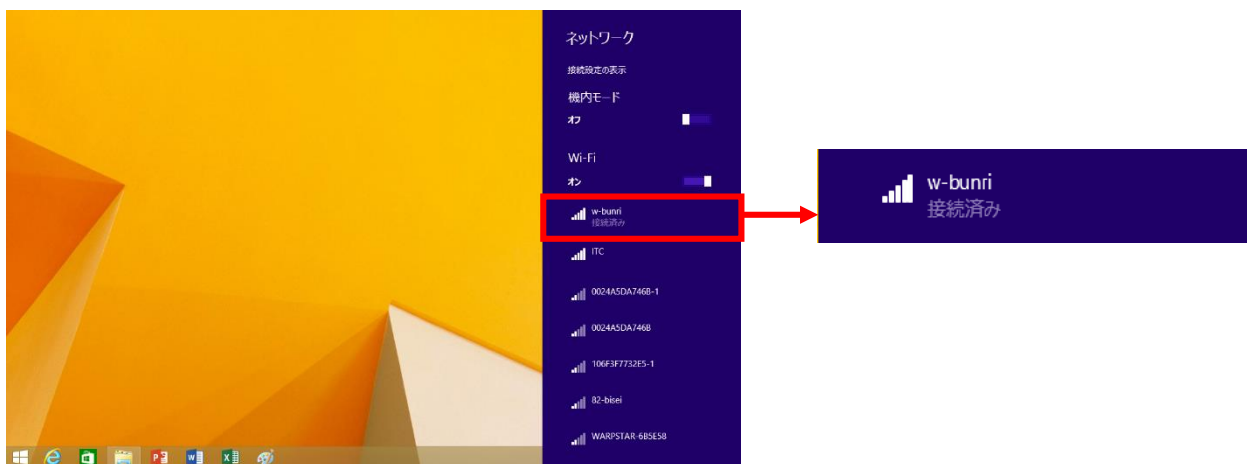 ネットワーク
接続設定の表示
機内モード
オフ
Wi-Fi
オン
w-bunri
接続済み
ITC
0024A5DA746B-1
0024A5DA746B
106F3F7732E5-1
82-bisei
WARPSTAR-6B5E58
w-bunri
接続済み